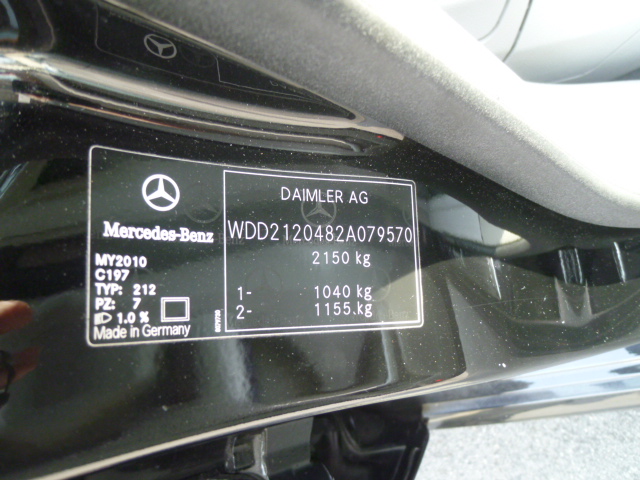 Mercedes-Benz
MY2010
C197
TYP: 212
PZ: 7
1.0 %
Made in Germany
DAIMLER AG
WDD2120482A079570
2150 kg
1- 1040 kg
2- 1155.kg